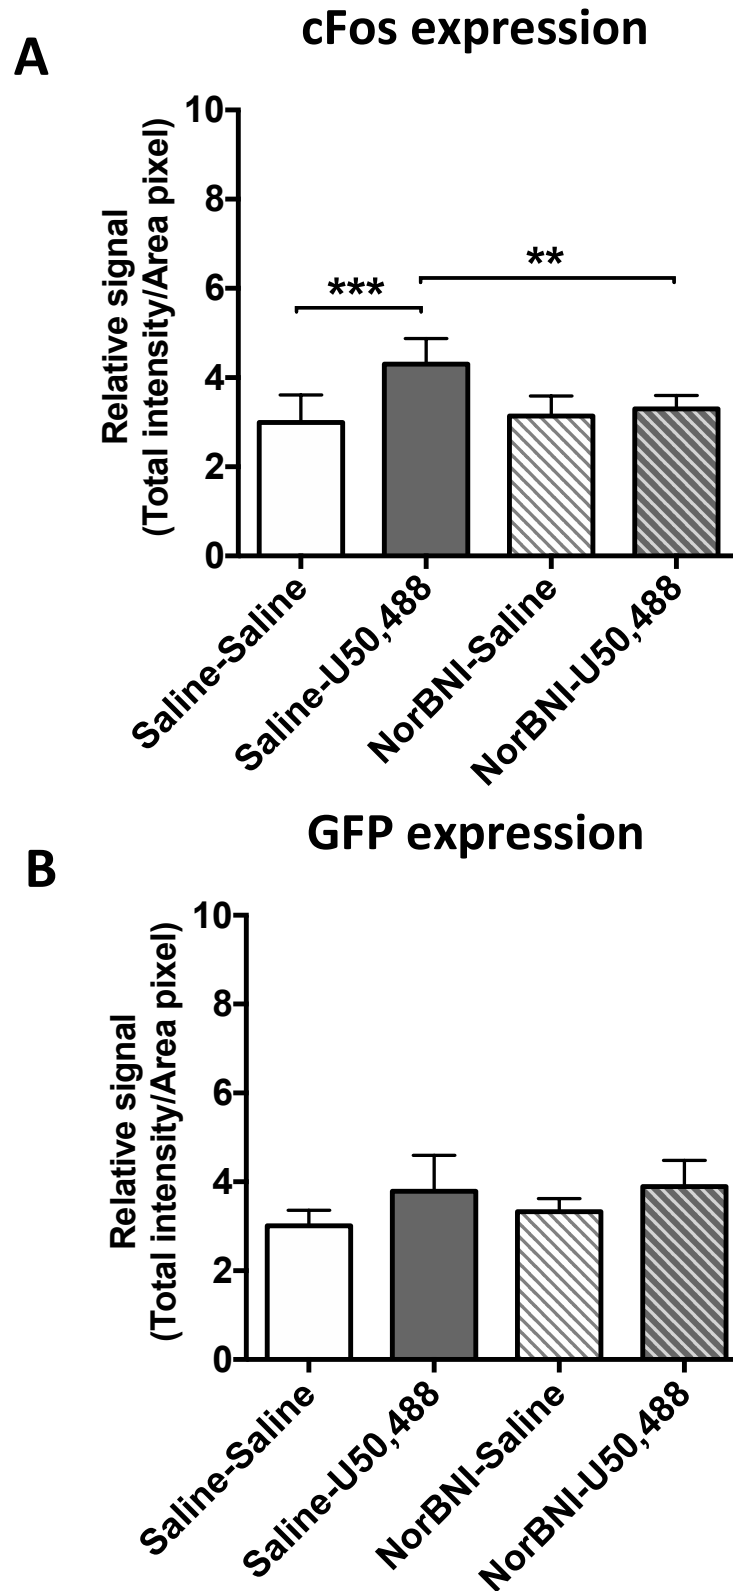 cFos expression
A
Relative signal
(Total intensity/Area pixel)
10
8
6
4
2
0
***
**
Saline-Saline
Saline-U50,488
NorBNI-Saline
NorBNI-U50,488
GFP expression
B
Relative signal
(Total intensity/Area pixel)
10
8
6
4
2
0
Saline-Saline
Saline-U50,488
NorBNI-Saline
NorBNI-U50,488